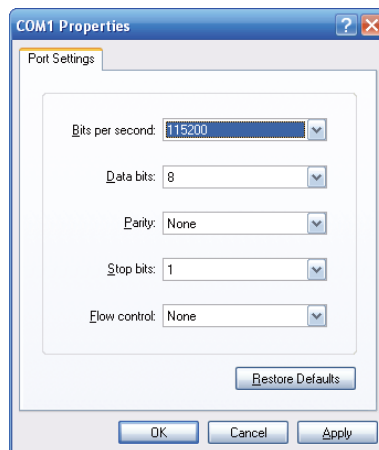 COM1 Properties
Port Settings
Bits per second: 115200
Data bits: 8
Parity: None
Stop bits: 1
Flow control: None
Restore Defaults
OK Cancel Apply